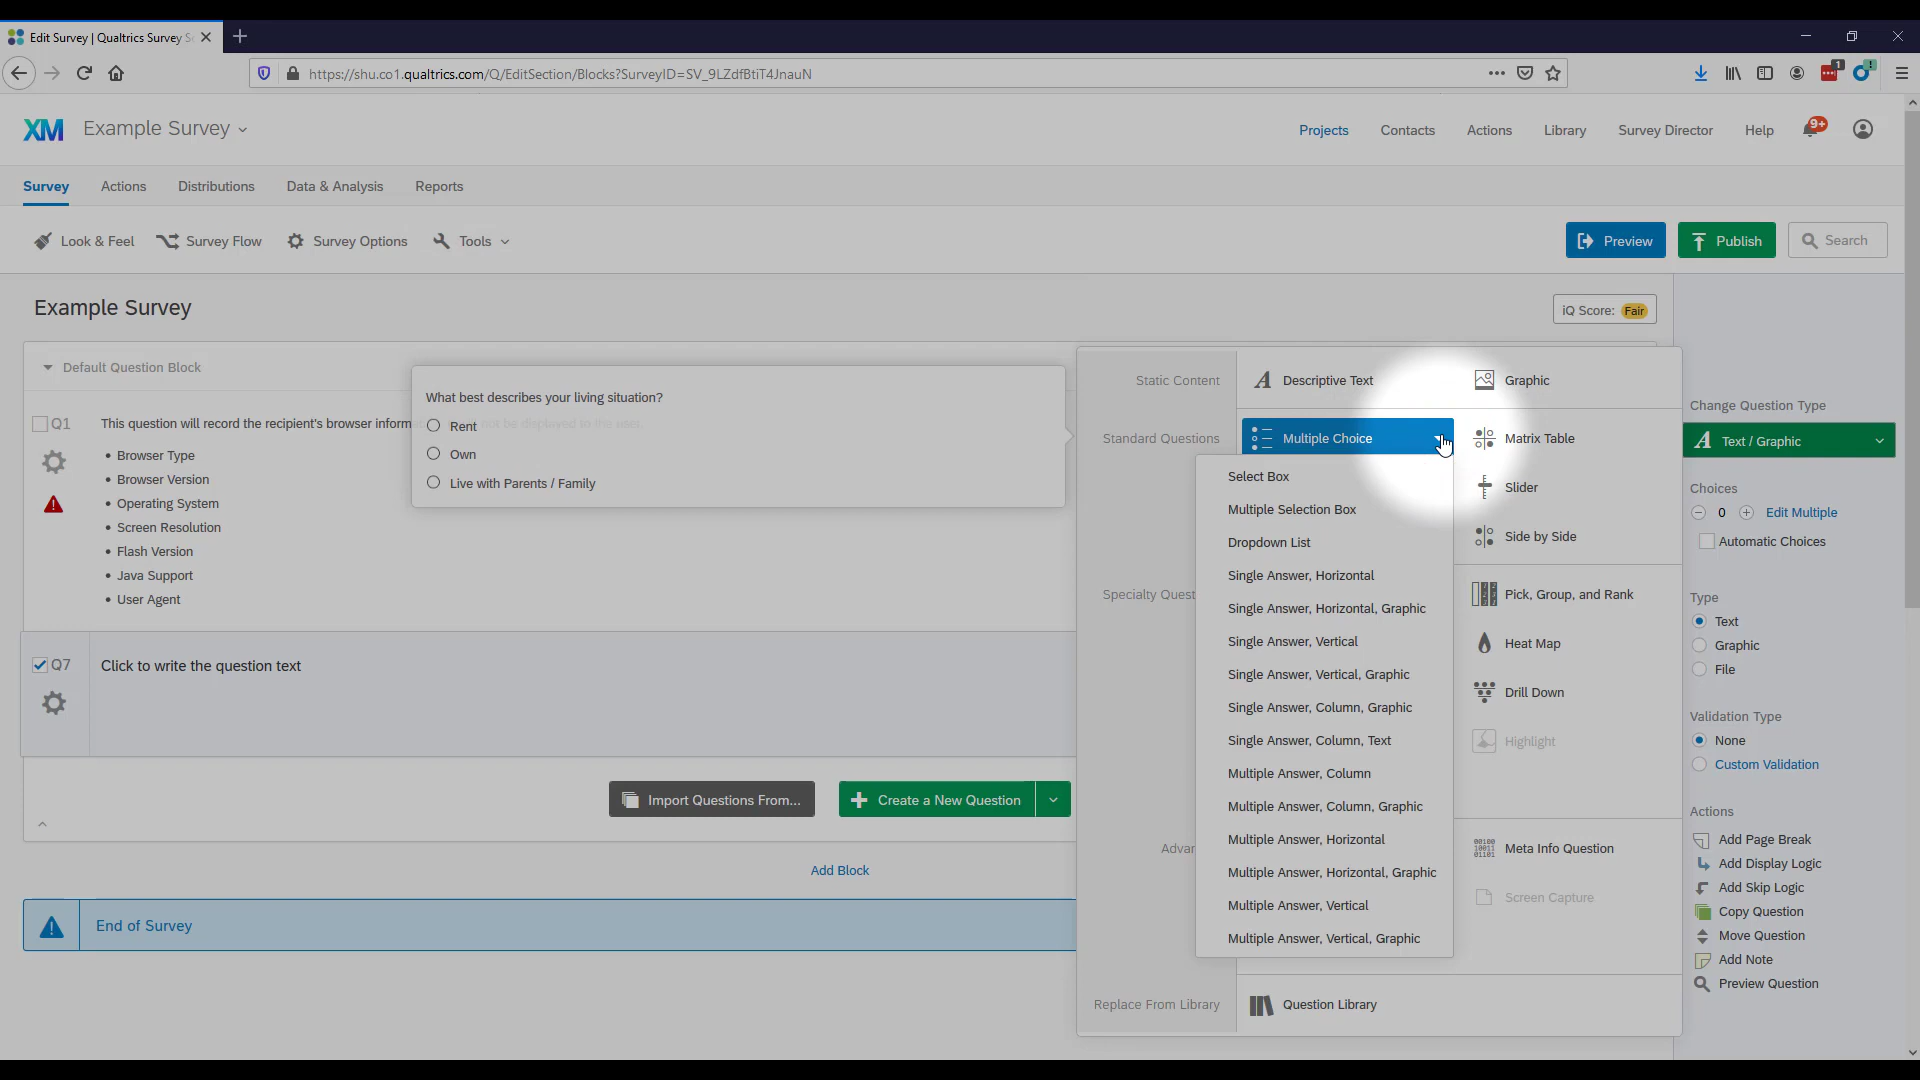 Edit Survey | Qualtrics Survey S
https://shu.co1.qualtrics.com/Q/EditSection/Blocks?SurveyID=SV_9LZdfBtiT4JnauN
1
!
XM Example Survey
Projects Contacts Actions Library Survey Director Help 9+
Survey Actions Distributions Data & Analysis Reports
Look & Feel Survey Flow Survey Options Tools Preview Publish Search
Example Survey
iQ Score: Fair
Default Question Block
Q1 This question will record the recipient's browser inform
not be displayed to the user.
Browser Type
Browser Version
Operating System
Screen Resolution
Flash Version
Java Support
User Agent
What best describes your living situation?
Rent
Own
Live with Parents / Family
Q7 Click to write the question text
Import Questions From... Create a New Question
Add Block
End of Survey
Static Content
Descriptive Text
Graphic
Standard Questions
Multiple Choice
Matrix Table
Slider
Side by Side
Select Box
Multiple Selection Box
Dropdown List
Single Answer, Horizontal
Single Answer, Horizontal, Graphic
Single Answer, Vertical
Single Answer, Vertical, Graphic
Single Answer, Column, Graphic
Single Answer, Column, Text
Multiple Answer, Column
Multiple Answer, Column, Graphic
Multiple Answer, Horizontal
Multiple Answer, Horizontal, Graphic
Multiple Answer, Vertical
Multiple Answer, Vertical, Graphic
Specialty Quest
Pick, Group, and Rank
Heat Map
Drill Down
Highlight
Advan
Meta Info Question
Screen Capture
Replace From Library
Question Library
Change Question Type
Text / Graphic
Choices
0 Edit Multiple
Automatic Choices
Type
Text
Graphic
File
Validation Type
None
Custom Validation
Actions
Add Page Break
Add Display Logic
Add Skip Logic
Copy Question
Move Question
Add Note
Preview Question